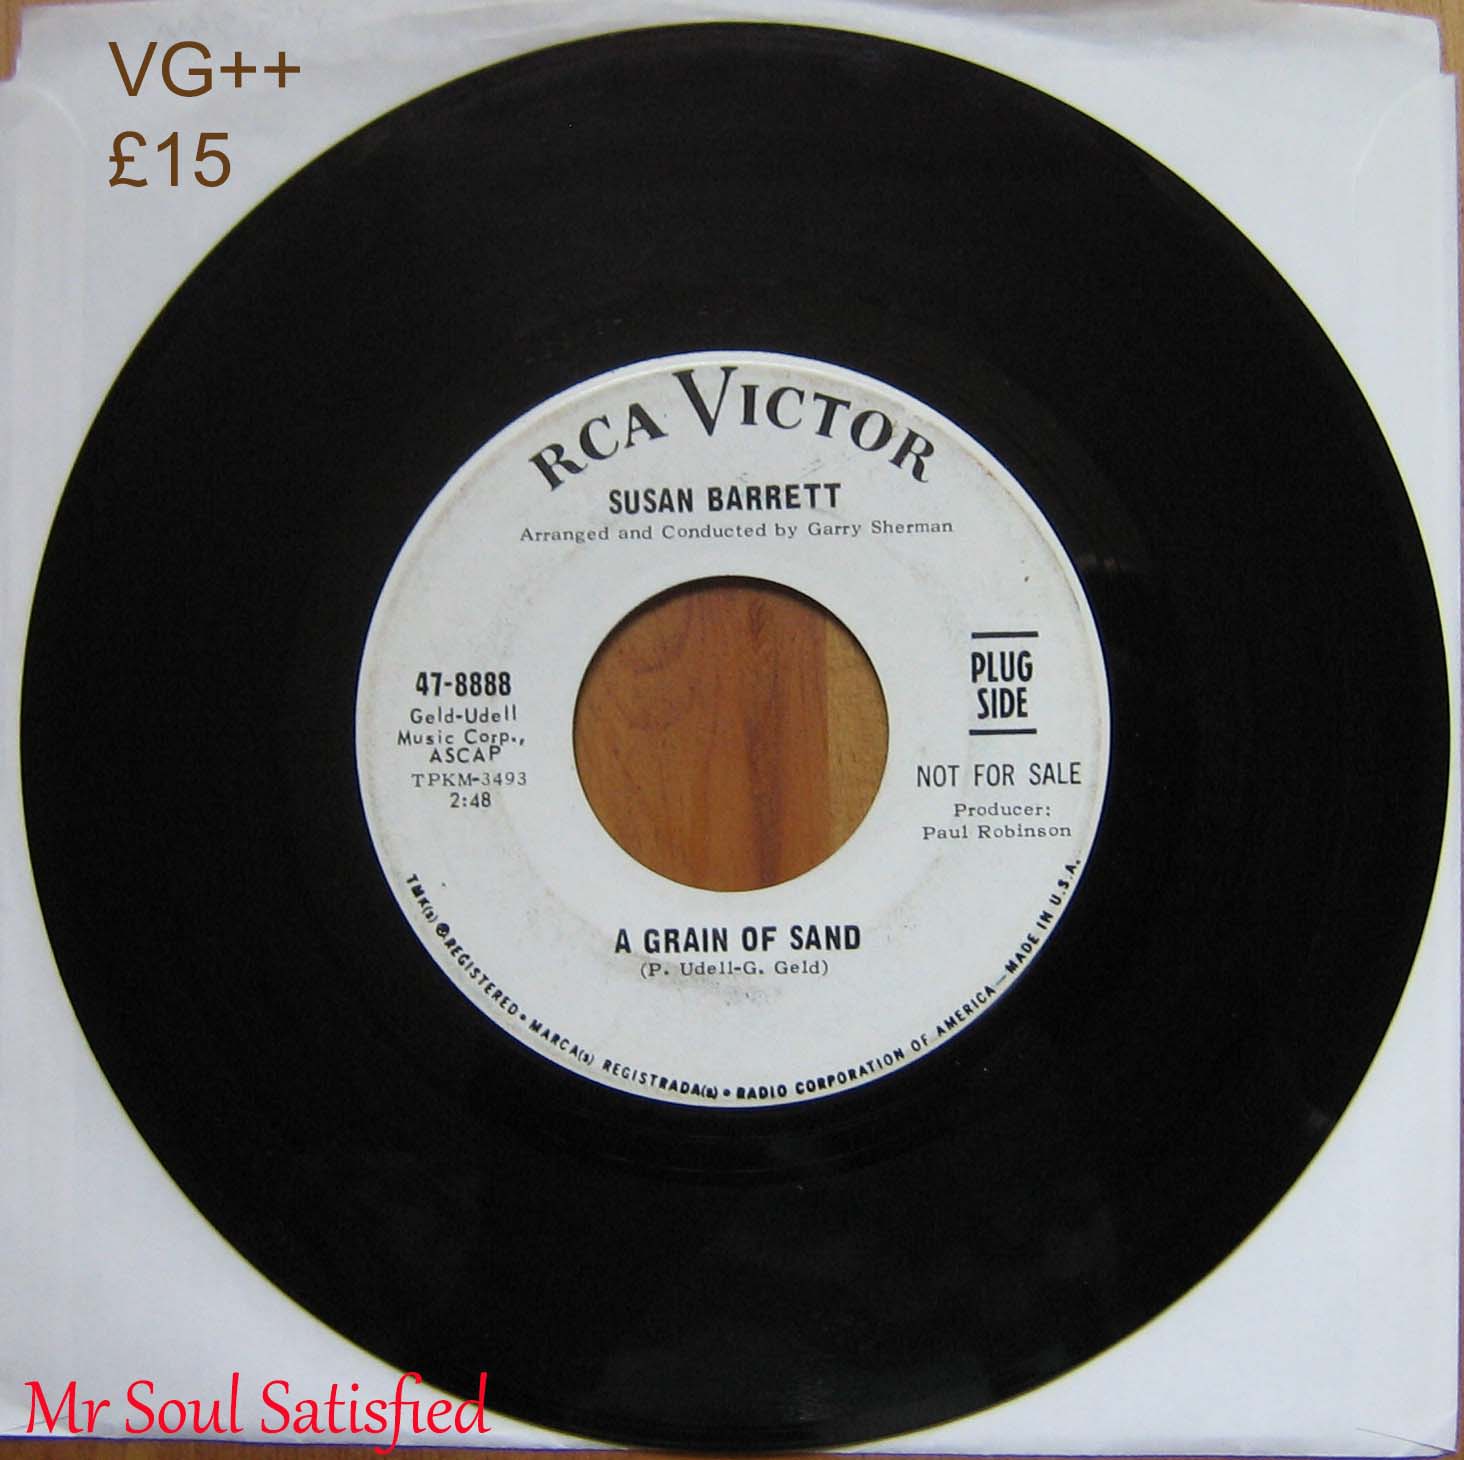 VG++
£15
RCA VICTOR
SUSAN BARRETT
Arranged and Conducted by Garry Sherman
47-8888
Geld-Udell
Music Corp.,
ASCAP
TPKM-3493
2:48
PLUG
SIDE
NOT FOR SALE
Producer:
Paul Robinson
A GRAIN OF SAND
(P. Udell-G. Geld)
TMK(s) ® REGISTERED • MARCA(s) REGISTRADA(s) • RADIO CORPORATION OF AMERICA—MADE IN U.S.A.
Mr Soul Satisfied